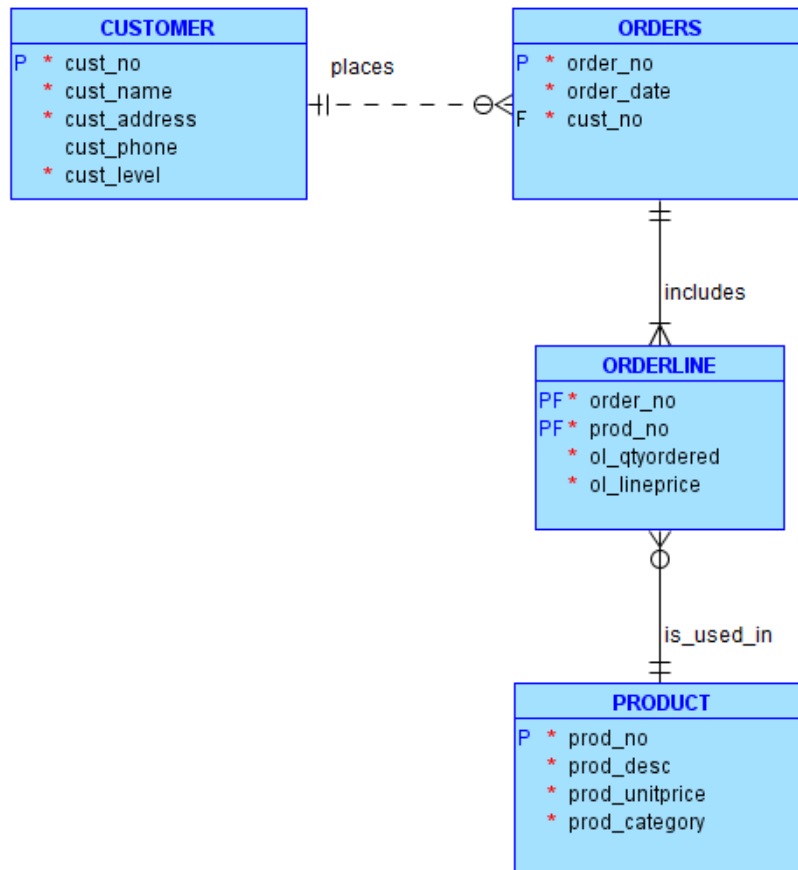 CUSTOMER
P * cust_no
* cust_name
* cust_address
cust_phone
* cust_level
places
ORDERS
P * order_no
* order_date
F * cust_no
includes
ORDERLINE
PF * order_no
PF * prod_no
* ol_qtyordered
* ol_lineprice
is_used_in
PRODUCT
P * prod_no
* prod_desc
* prod_unitprice
* prod_category